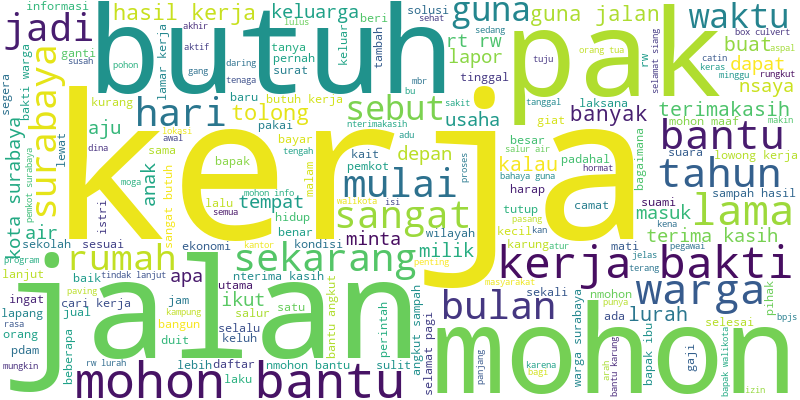 informasi
hasil kerja
keluarga
beri
solusi
sehat
guna
sedang
guna jalan
orang tua
waktu
catin
box culvert
jadi
butuh
pak
akhir
lulus
tanya
aktif
pernah
keluar
tambah
rt rw
lapor
buat
aspal
keras
dapat
ganti
susah
pohon
gang
daring
surat
tenaga
lamar kerja
tinggal
tuju
rw
selamat siang
minggu
rungkut
nsaya
segera
bakti warga
kurang
baru
butuh kerja
mbr
bu
sakit
tanggal
laksana
terimakasih
surabaya
hari
tolong
sebut
usaha
giat
banyak
mohon maaf
makin
kota surabaya
pemkot surabaya
lewat
aju
lokasi
awal
pakai
nterimakasih
adu
besar
salur air
bantu
suara
lowong kerja
dina
sama
bayar
tengah
kait
depan
proses
kalau
padahal
bagaimana
kerja
anak
moga
bapak
mohon info
pemkot
bahaya guna
hormat
mulai
harap
suami
tahun
istri
sangat butuh
lalu
tempat
malam
walikota
isi
tutup
camat
sampah hasil
air
semua
hidup
sangat
pasang
masuk
kena
lama
sekolah
sesuai
benar
wilayah
kecil
kan
terima kasih
program
ekonomi
kantor
kondisi
minta
milik
karung
atur
mati
jelas
pegawai
terang
rumah
sekarang
penting
kerja bakti
lanjut
baik
tindak lanjut
apa
nterima kasih
utama
masyarakat
warga
ingat
paving
cari kerja
jam
ikut
satu
perintah
bantu angkut
angkut sampah
bulan
sekali
warga surabaya
nmohon
punya
pihak
lapang
jual
kampung
salur
selamat pagi
ada
lurah
selesai
bpjs
rasa
orang
bangun
selalu
duit
keluh
jalan
mohon
pdam
beberapa
rw lurah
lebih
daftar
nmohon bantu
sulit
panjang
karena
bagi
arah
bantu karung
bapak ibu
gaji
bapak walikota
izin
mungkin
mohon bantu
laku